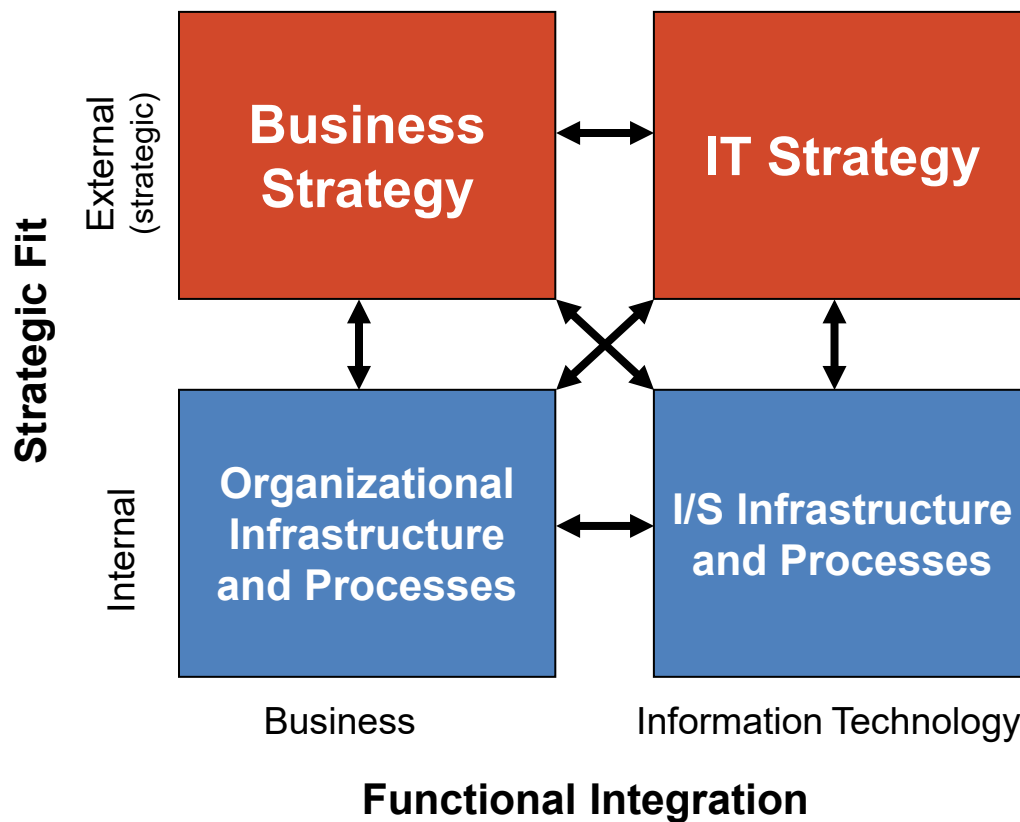 Strategic Fit
External
(strategic)
Business
Strategy
IT Strategy
Internal
Organizational
Infrastructure
and Processes
I/S Infrastructure
and Processes
Business
Information Technology
Functional Integration